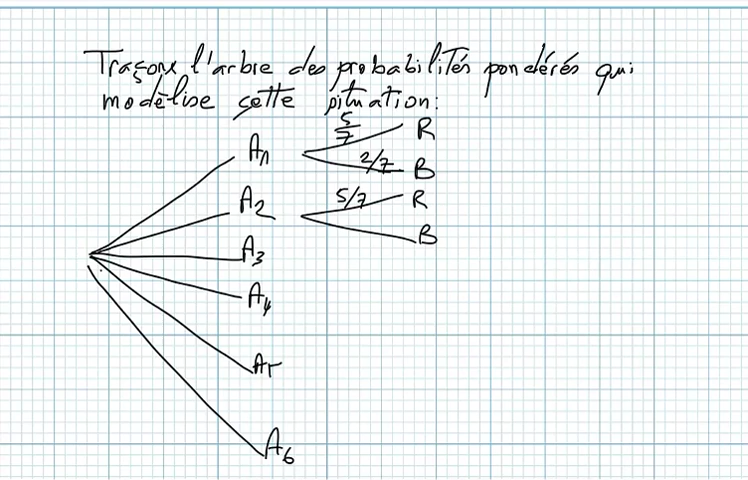 Traçons l'arbre des probabilités pondérés qui
modélise cette situation:
5/7 R
A1
2/7 B
A2 5/7 R
B
A3
A4
A5
A6